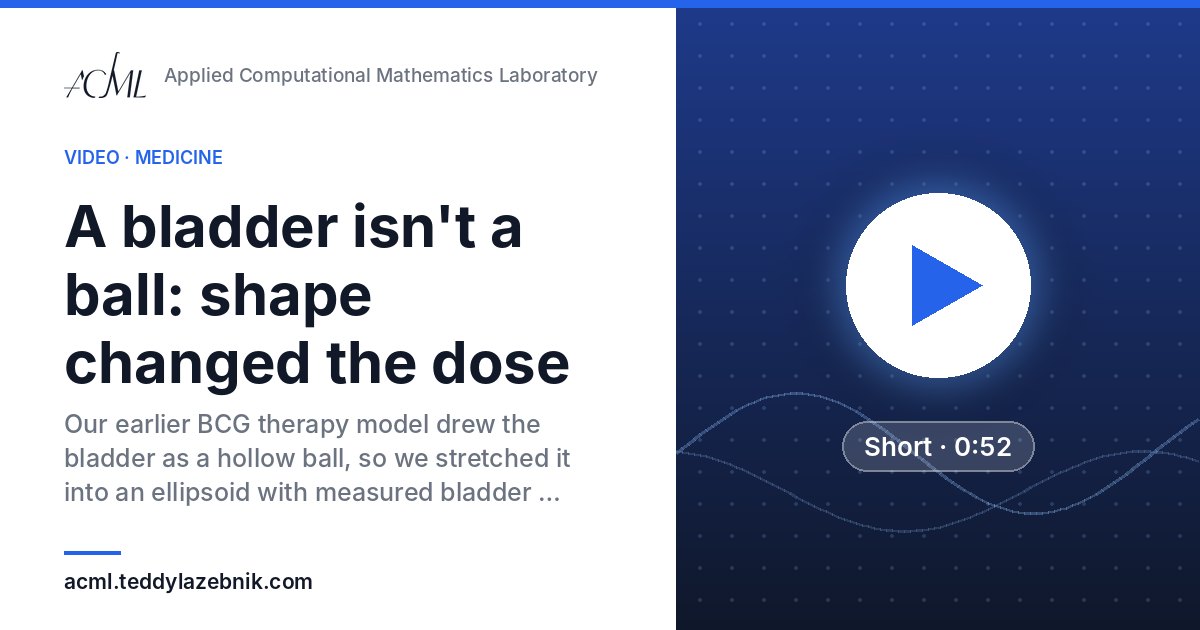 ACML Applied Computational Mathematics Laboratory
VIDEO · MEDICINE
A bladder isn't a
ball: shape
changed the dose
Our earlier BCG therapy model drew the
bladder as a hollow ball, so we stretched it
into an ellipsoid with measured bladder ...
acml.teddylazebnik.com
Short · 0:52